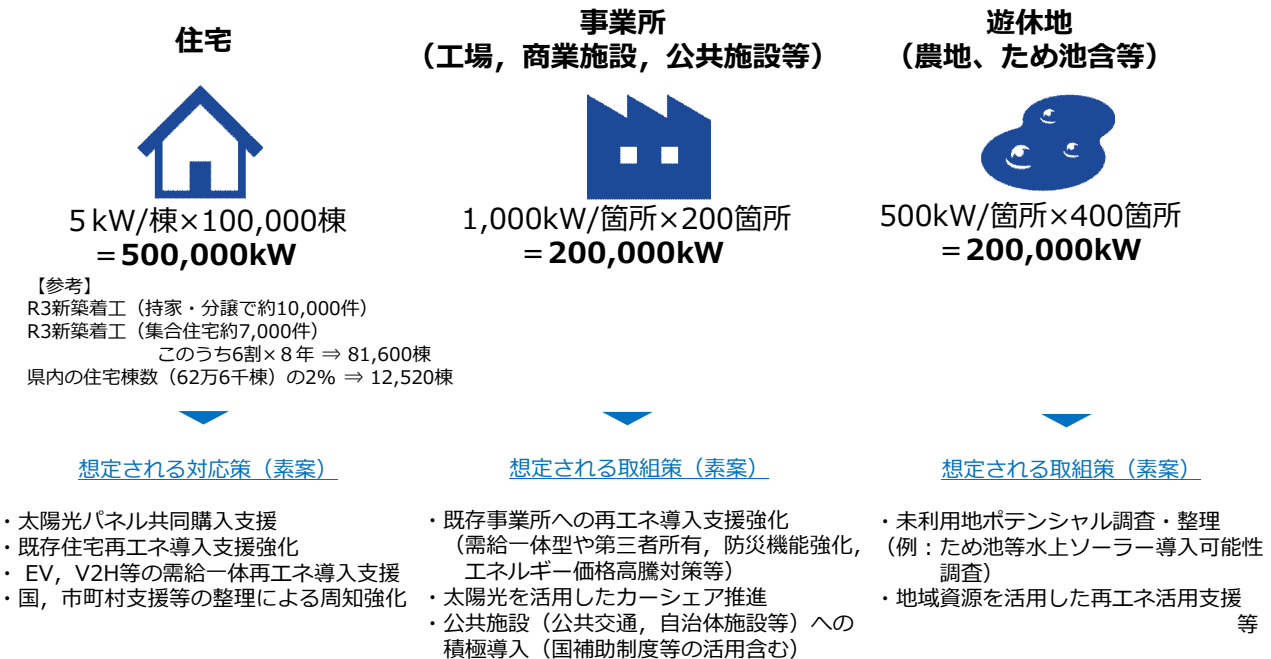 住宅
５kW/棟×100,000棟
＝500,000kW
【参考】
R3新築着工（持家・分譲で約10,000件）
R3新築着工（集合住宅約7,000件）
このうち6割×８年 ⇒ 81,600棟
県内の住宅棟数（62万6千棟）の2% ⇒ 12,520棟
想定される対応策（素案）
・太陽光パネル共同購入支援
・既存住宅再エネ導入支援強化
・ EV，V2H等の需給一体再エネ導入支援
・国，市町村支援等の整理による周知強化
事業所
（工場，商業施設，公共施設等）
1,000kW/箇所×200箇所
＝200,000kW
想定される取組策（素案）
・既存事業所への再エネ導入支援強化
（需給一体型や第三者所有，防災機能強化，
エネルギー価格高騰対策等）
・太陽光を活用したカーシェア推進
・公共施設（公共交通，自治体施設等）への
積極導入（国補助制度等の活用含む）
遊休地
（農地、ため池含等）
500kW/箇所×400箇所
＝200,000kW
想定される取組策（素案）
・未利用地ポテンシャル調査・整理
（例：ため池等水上ソーラー導入可能性
調査）
・地域資源を活用した再エネ活用支援
等